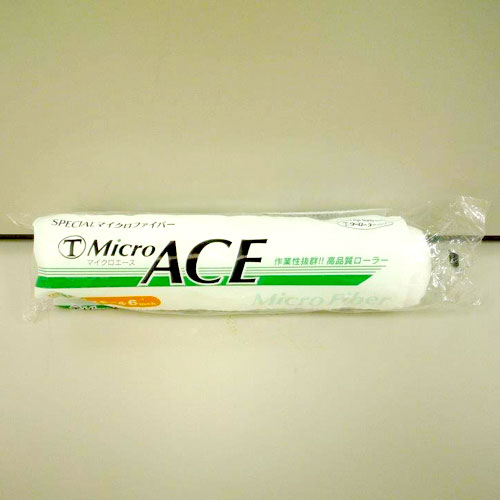 SPECIALマイクロファイバー
T Micro ACE
マイクロエース
作業性抜群!! 高品質ローラー
Micro Fiber